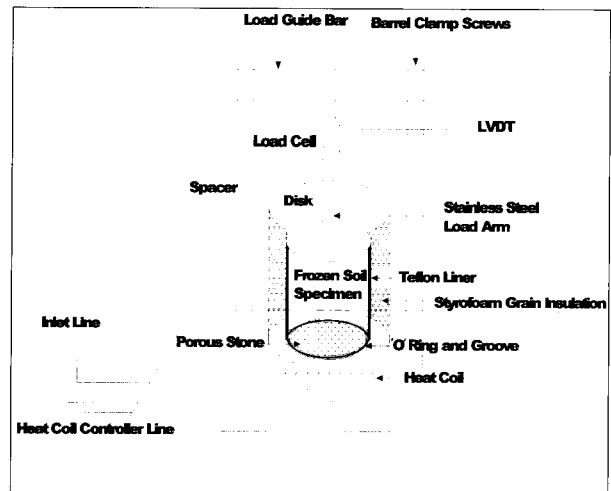 Load Guide Bar
Barrel Clamp Screws
LVDT
Load Cell
Spacer
Disk
Stainless Steel
Load Arm
Frozen Soil
Specimen
Teflon Liner
Styrofoam Grain Insulation
Inlet Line
Porous Stone
O' Ring and Groove
Heat Coil
Heat Coil Controller Line